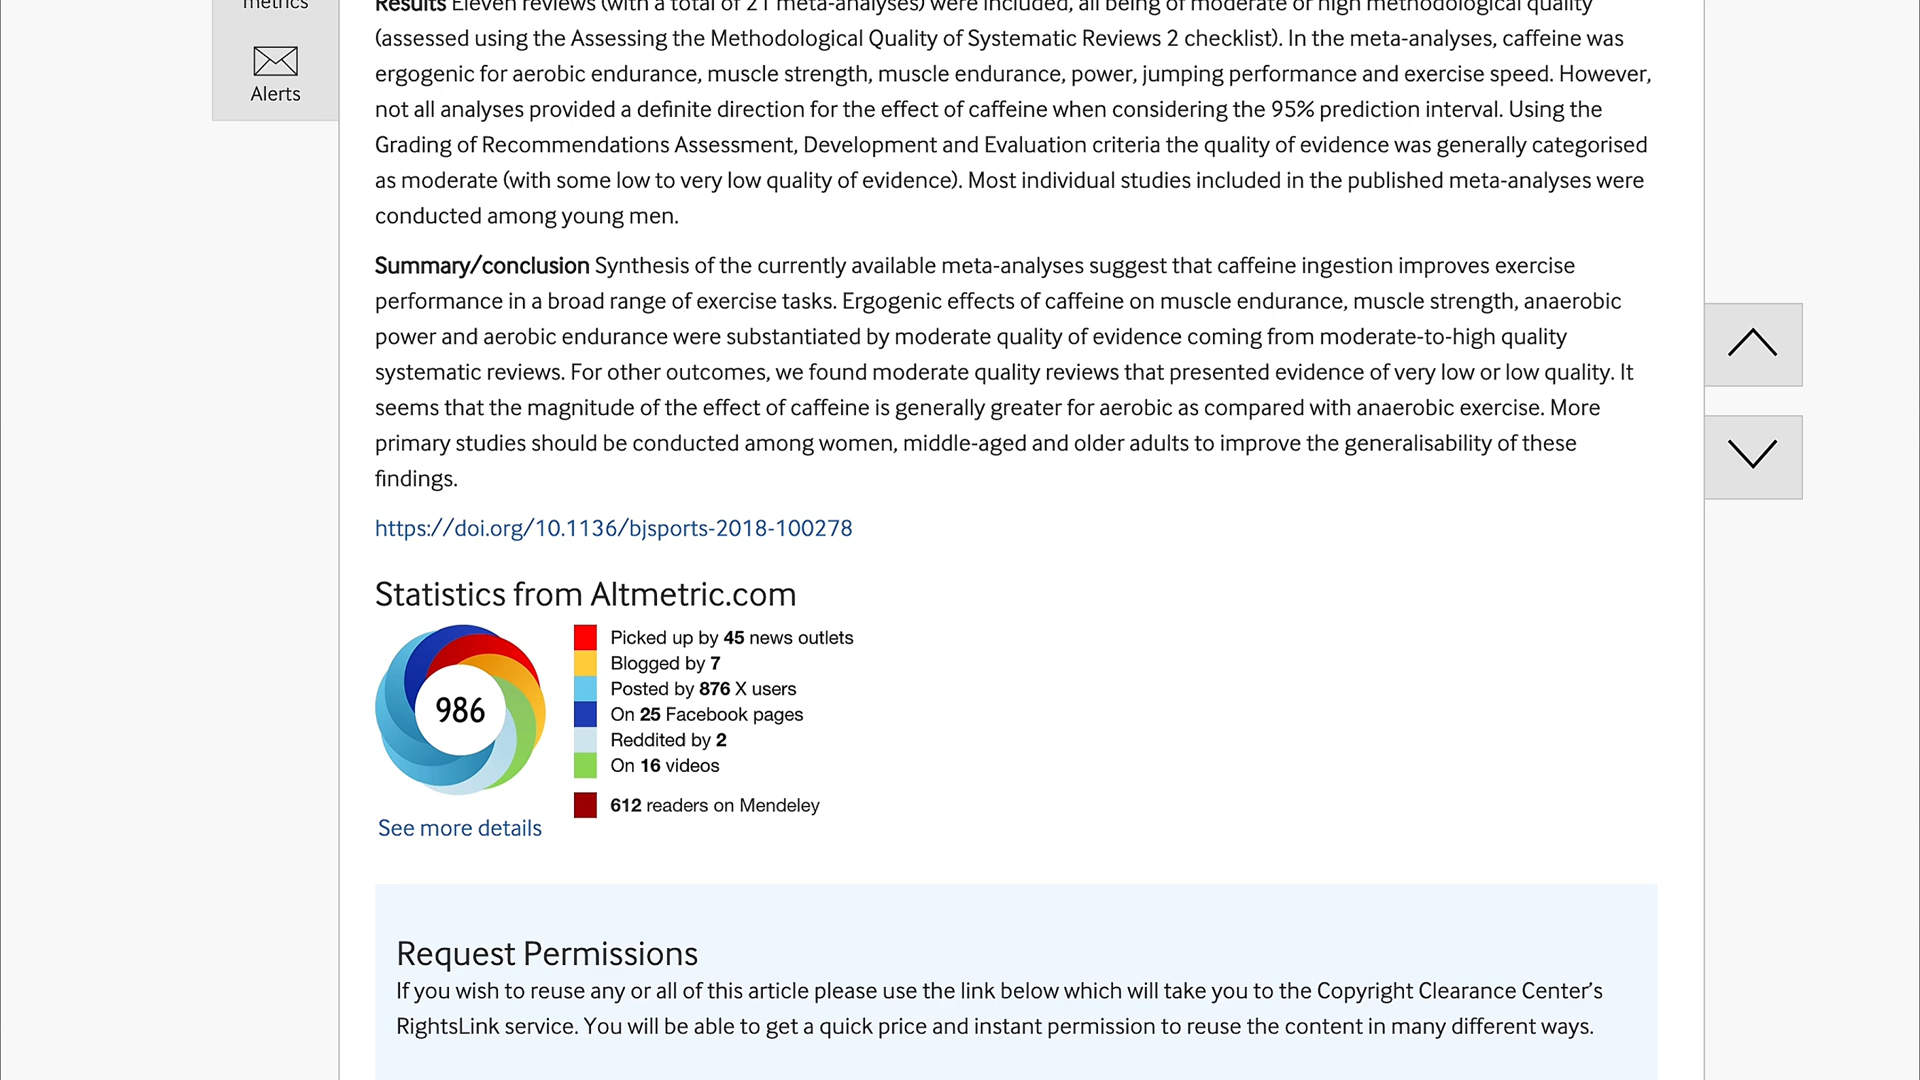 metrics
Alerts
Results Eleven reviews (with a total of 21 meta-analyses) were included, all being of moderate or high methodological quality
(assessed using the Assessing the Methodological Quality of Systematic Reviews 2 checklist). In the meta-analyses, caffeine was
ergogenic for aerobic endurance, muscle strength, muscle endurance, power, jumping performance and exercise speed. However,
not all analyses provided a definite direction for the effect of caffeine when considering the 95% prediction interval. Using the
Grading of Recommendations Assessment, Development and Evaluation criteria the quality of evidence was generally categorised
as moderate (with some low to very low quality of evidence). Most individual studies included in the published meta-analyses were
conducted among young men.
Summary/conclusion Synthesis of the currently available meta-analyses suggest that caffeine ingestion improves exercise
performance in a broad range of exercise tasks. Ergogenic effects of caffeine on muscle endurance, muscle strength, anaerobic
power and aerobic endurance were substantiated by moderate quality of evidence coming from moderate-to-high quality
systematic reviews. For other outcomes, we found moderate quality reviews that presented evidence of very low or low quality. It
seems that the magnitude of the effect of caffeine is generally greater for aerobic as compared with anaerobic exercise. More
primary studies should be conducted among women, middle-aged and older adults to improve the generalisability of these
findings.
https://doi.org/10.1136/bjsports-2018-100278
Statistics from Altmetric.com
986
See more details
Picked up by 45 news outlets
Blogged by 7
Posted by 876 X users
On 25 Facebook pages
Reddited by 2
On 16 videos
612 readers on Mendeley
Request Permissions
If you wish to reuse any or all of this article please use the link below which will take you to the Copyright Clearance Center’s
RightsLink service. You will be able to get a quick price and instant permission to reuse the content in many different ways.